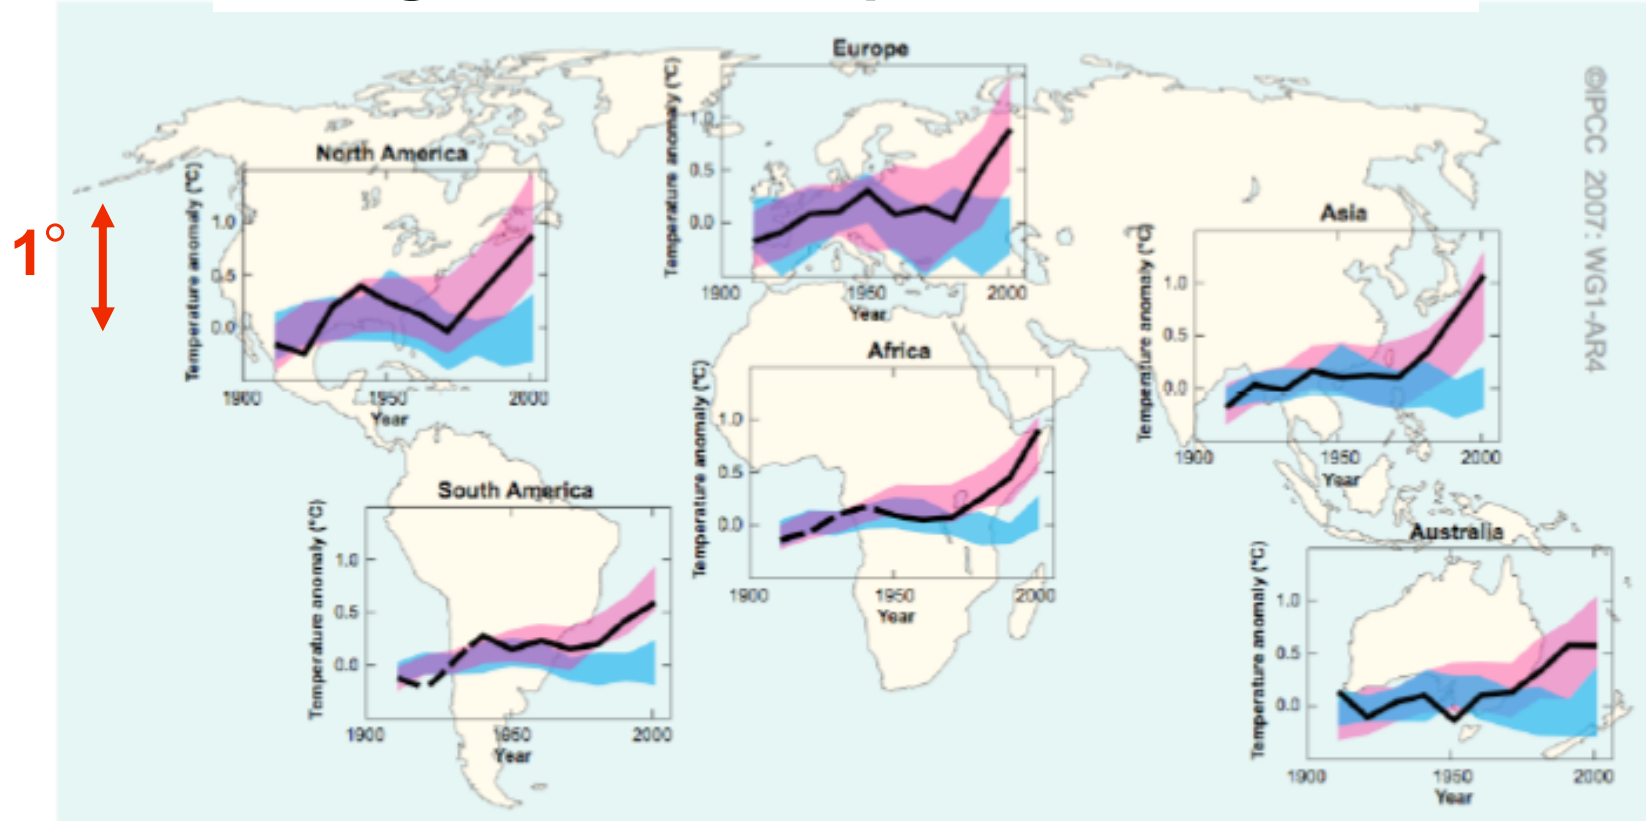 Europe
Temperature anomaly (°C)
1.0
0.5
0.0
1900
1950
2000
Year
North America
Temperature anomaly (°C)
1.0
0.5
0.0
1900
1950
2000
Year
1°
Asia
Temperature anomaly (°C)
1.0
0.5
0.0
1900
1950
2000
Year
Africa
Temperature anomaly (°C)
1.0
0.5
0.0
1900
1950
2000
Year
South America
Temperature anomaly (°C)
1.0
0.5
0.0
1900
1950
2000
Year
Australia
Temperature anomaly (°C)
1.0
0.5
0.0
1900
1950
2000
Year
©IPCC 2007: WG1-AR4